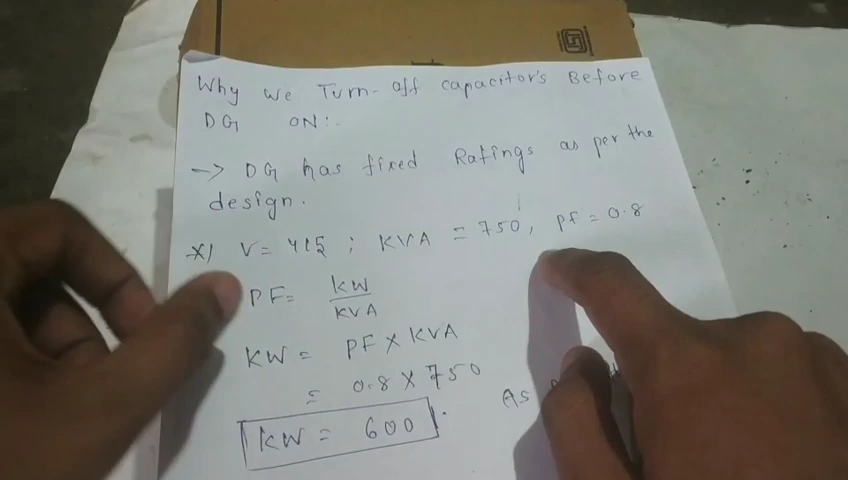 Why we Turn-off capacitor's Before
DG ON:-
-> DG has fixed Ratings as per the
design.
V = 415 ; KVA = 750, PF = 0.8
PF = KW
KVA
KW = PF X KVA
= 0.8 X 750
KW = 600
As